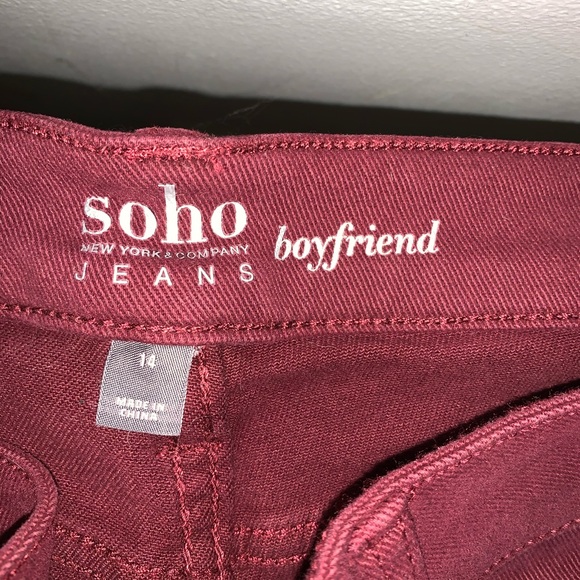 soho
NEW YORK & COMPANY
JEANS
boyfriend
14
MADE IN
CHINA